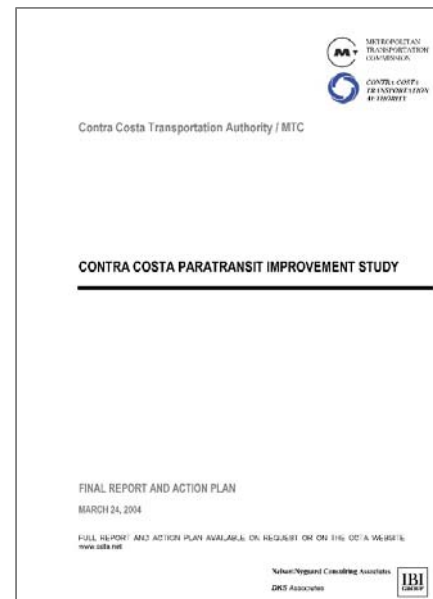 METROPOLITAN
TRANSPORTATION
COMMISSION
CONTRA COSTA
TRANSPORTATION
AUTHORITY
Contra Costa Transportation Authority / MTC
CONTRA COSTA PARATRANSIT IMPROVEMENT STUDY
FINAL REPORT AND ACTION PLAN
MARCH 24, 2004
FULL REPORT AND ACTION PLAN AVAILABLE ON REQUEST OR ON THE CCTA WEBSITE
www.ccta.net
Nelson\Nygaard Consulting Associates
DKS Associates
IBI
GROUP